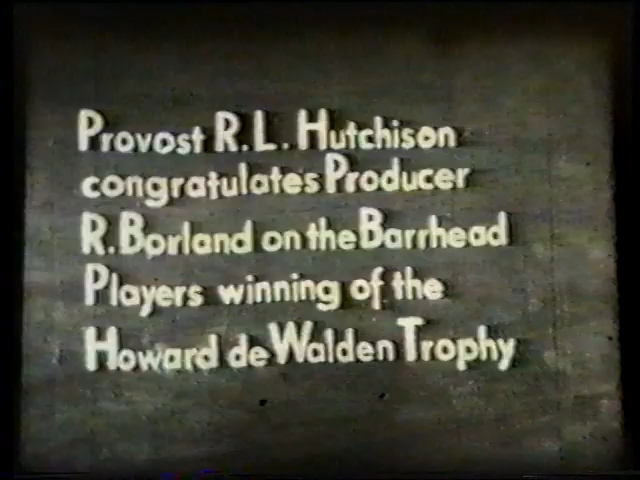 Provost R.L. Hutchison
congratulates Producer
R. Borland on the Barrhead
Players winning of the
Howard de Walden Trophy